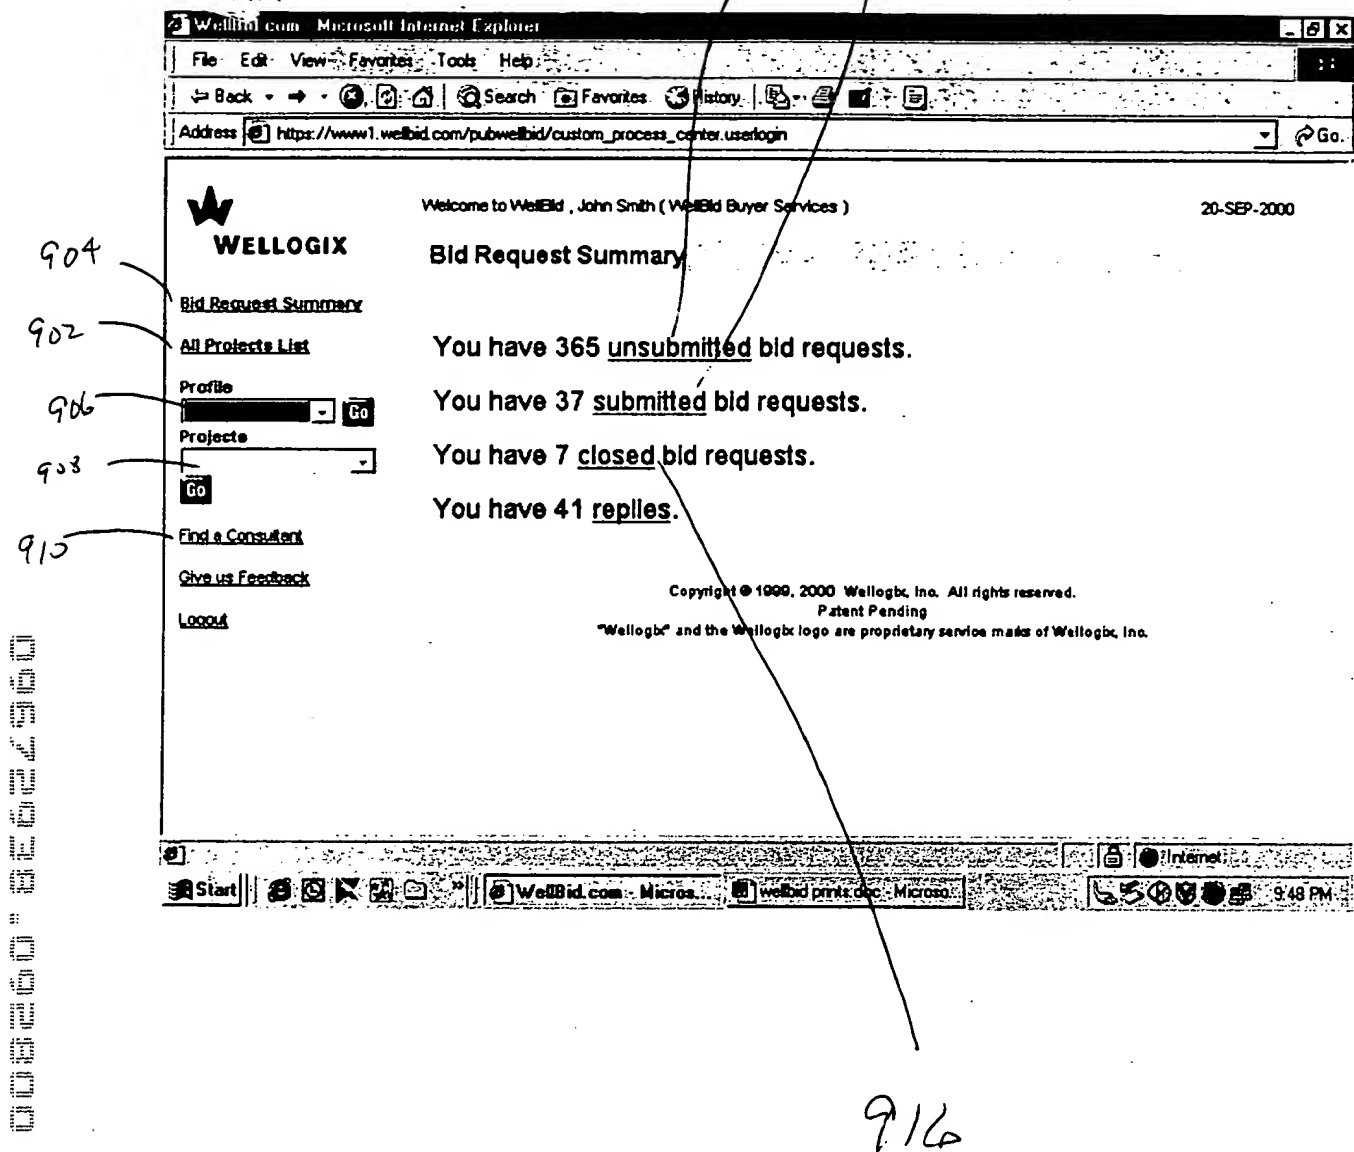 WellBid.com - Microsoft Internet Explorer
File Edit View Favorites Tools Help
Back Search Favorites History
Address https://www1.wellbid.com/pubwellbid/custom_process_center.userlogin Go
Welcome to WellBid , John Smith ( WellBid Buyer Services ) 20-SEP-2000
WELLOGIX
Bid Request Summary
904
Bid Request Summary
902
All Projects List
You have 365 unsubmitted bid requests.
Profile
906
Go
You have 37 submitted bid requests.
Projects
908
Go
You have 7 closed bid requests.
You have 41 replies.
910
Find a Consultant
Give us Feedback
Logout
Copyright © 1999, 2000 Wellogix, Inc. All rights reserved.
Patent Pending
"Wellogix" and the Wellogix logo are proprietary service marks of Wellogix, Inc.
Internet
Start WellBid.com - Micros... wellbid prints.doc - Microso... 9:48 PM
916